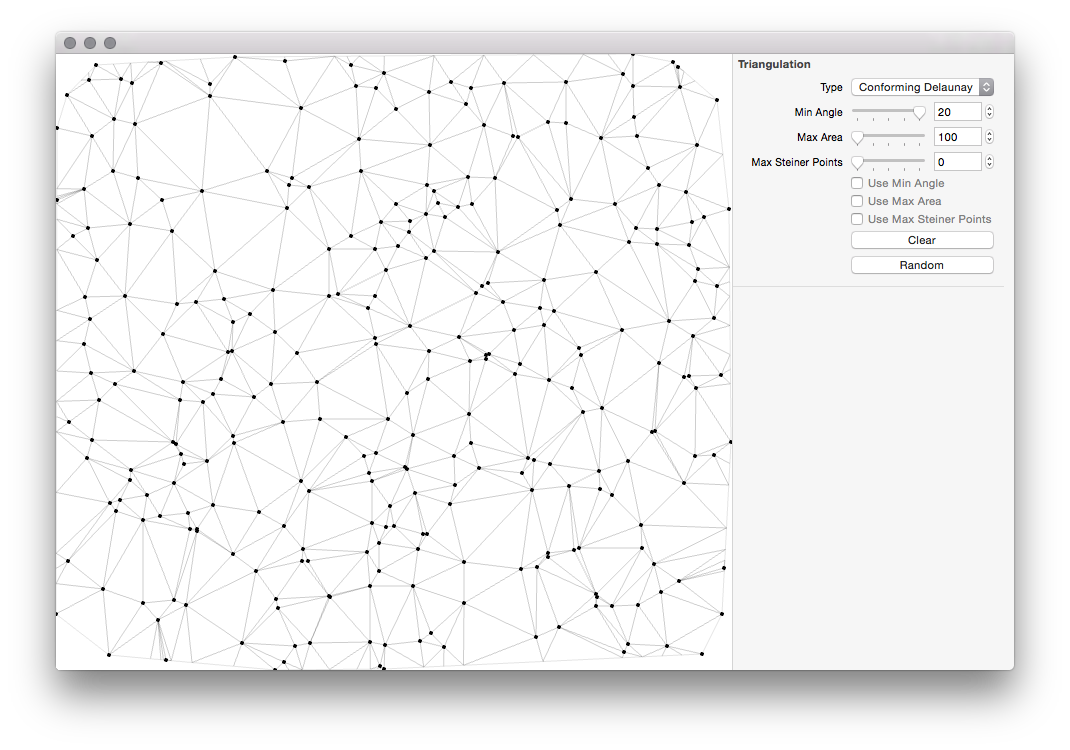 Triangulation
Type Conforming Delaunay
Min Angle 20
Max Area 100
Max Steiner Points 0
Use Min Angle
Use Max Area
Use Max Steiner Points
Clear
Random